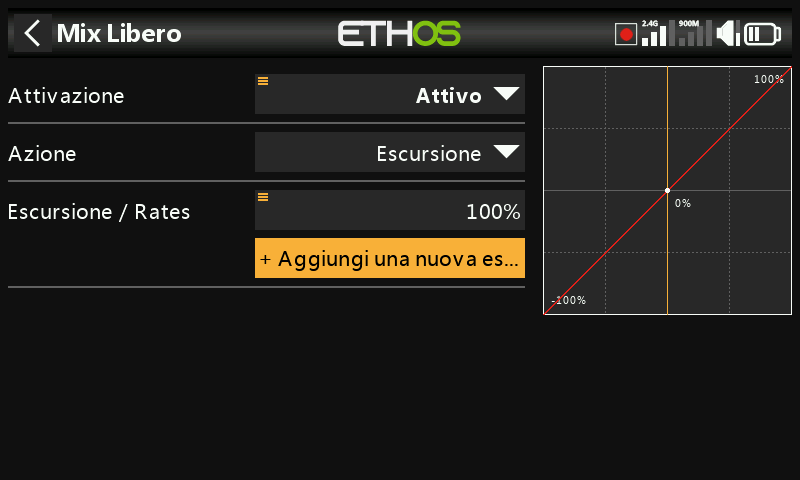 Mix Libero
ETHOS
2.4G
900M
Attivazione
Attivo
Azione
Escursione
Escursione / Rates
100%
+ Aggiungi una nuova es...
100%
0%
-100%